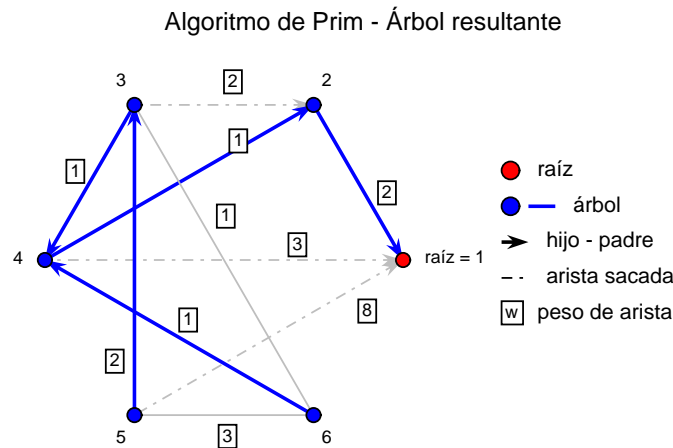 Algoritmo de Prim - Árbol resultante
3
2
2
1
1
2
raíz
árbol
1
4
3
raíz = 1
hijo - padre
arista sacada
8
w peso de arista
1
2
5
3
6